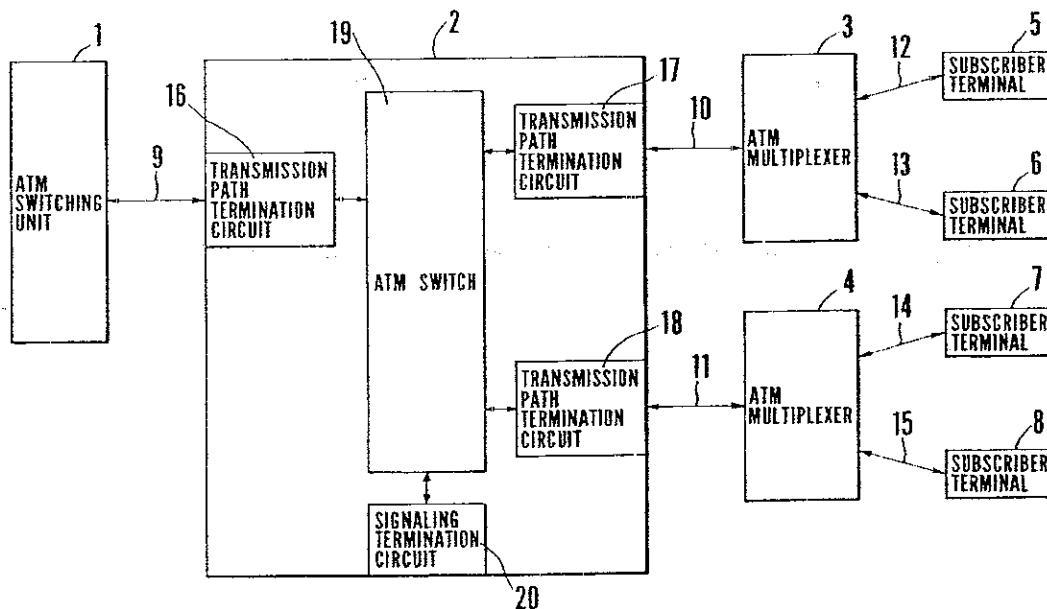 1
ATM
SWITCHING
UNIT
9
2
16
TRANSMISSION
PATH
TERMINATION
CIRCUIT
19
ATM SWITCH
17
TRANSMISSION
PATH
TERMINATION
CIRCUIT
18
TRANSMISSION
PATH
TERMINATION
CIRCUIT
SIGNALING
TERMINATION
CIRCUIT
20
10
11
3
ATM
MULTIPLEXER
4
ATM
MULTIPLEXER
12
13
14
15
5
SUBSCRIBER
TERMINAL
6
SUBSCRIBER
TERMINAL
7
SUBSCRIBER
TERMINAL
8
SUBSCRIBER
TERMINAL